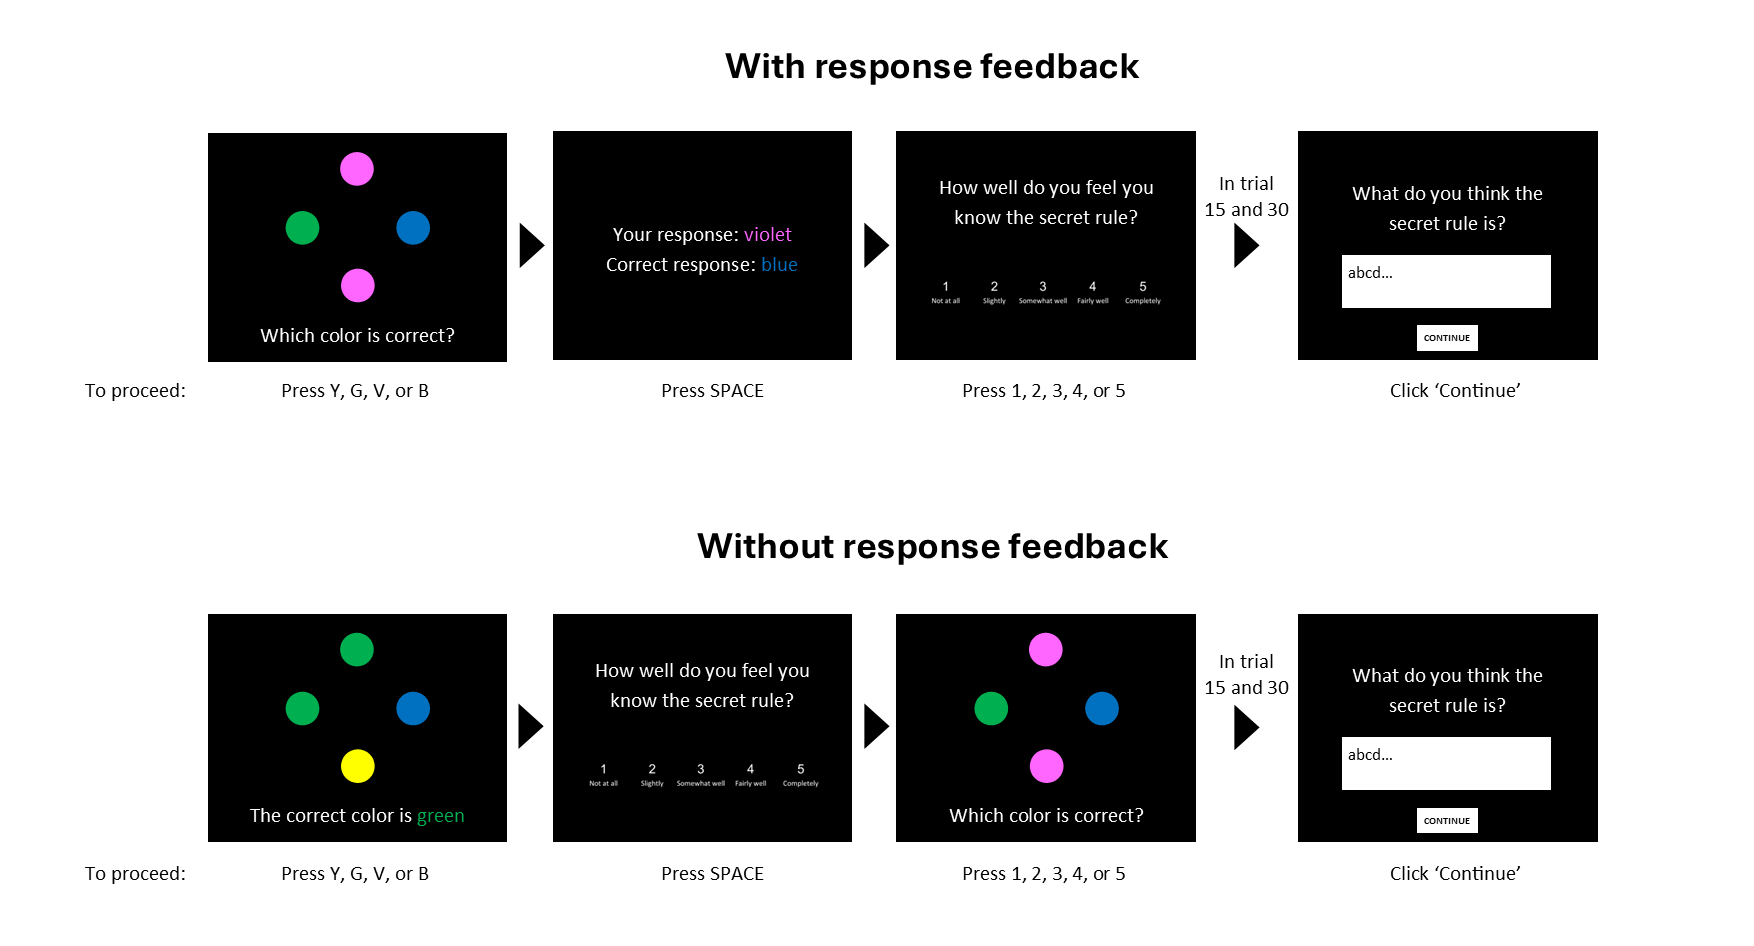 With response feedback
Which color is correct?
Your response: violet
Correct response: blue
How well do you feel you
know the secret rule?
1 2 3 4 5
Not at all Slightly Somewhat well Fairly well Completely
In trial
15 and 30
What do you think the
secret rule is?
abcd...
CONTINUE
To proceed: Press Y, G, V, or B Press SPACE Press 1, 2, 3, 4, or 5 Click ‘Continue’
Without response feedback
The correct color is green
How well do you feel you
know the secret rule?
1 2 3 4 5
Not at all Slightly Somewhat well Fairly well Completely
Which color is correct?
In trial
15 and 30
What do you think the
secret rule is?
abcd...
CONTINUE
To proceed: Press Y, G, V, or B Press SPACE Press 1, 2, 3, 4, or 5 Click ‘Continue’